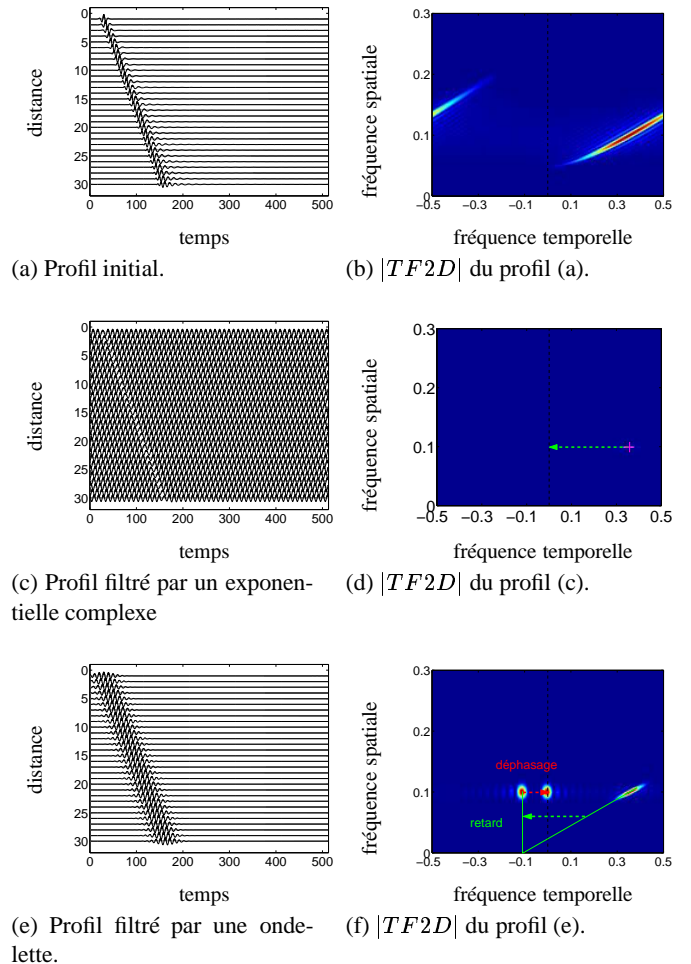 0
5
10
15
20
25
30
distance
0 100 200 300 400 500
temps
(a) Profil initial.
0.3
0.2
0.1
0
fréquence spatiale
−0.5 −0.3 −0.1 0.1 0.3 0.5
fréquence temporelle
(b) |TF2D| du profil (a).
0
5
10
15
20
25
30
distance
0 100 200 300 400 500
temps
(c) Profil filtré par un exponen-
tielle complexe
0.3
0.2
0.1
0
fréquence spatiale
−0.5 −0.3 −0.1 0.1 0.3 0.5
fréquence temporelle
(d) |TF2D| du profil (c).
0
5
10
15
20
25
30
distance
0 100 200 300 400 500
temps
(e) Profil filtré par une onde-
lette.
0.3
0.2
0.1
0
fréquence spatiale
déphasage
retard
−0.5 −0.3 −0.1 0.1 0.3 0.5
fréquence temporelle
(f) |TF2D| du profil (e).